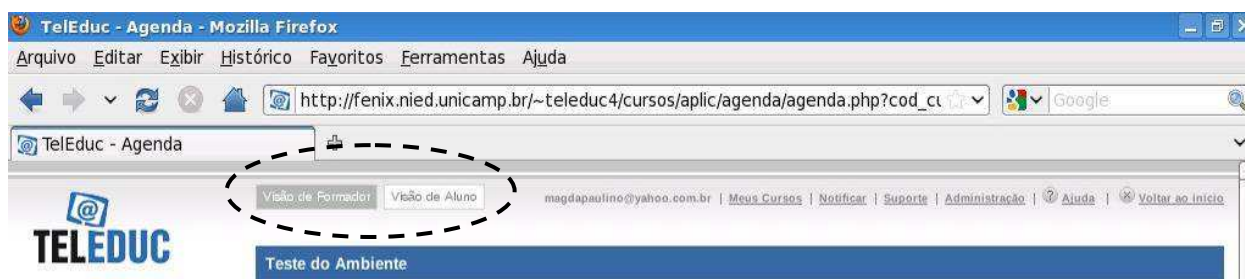 TelEduc - Agenda - Mozilla Firefox
Arquivo Editar Exibir Histórico Favoritos Ferramentas Ajuda
http://fenix.nied.unicamp.br/~teleduc4/cursos/aplic/agenda/agenda.php?cod_cu Google
TelEduc - Agenda
Visão de Formador Visão de Aluno magdapaulino@yahoo.com.br | Meus Cursos | Notificar | Suporte | Administração | ? Ajuda | Voltar ao início
TELEDUC
Teste do Ambiente